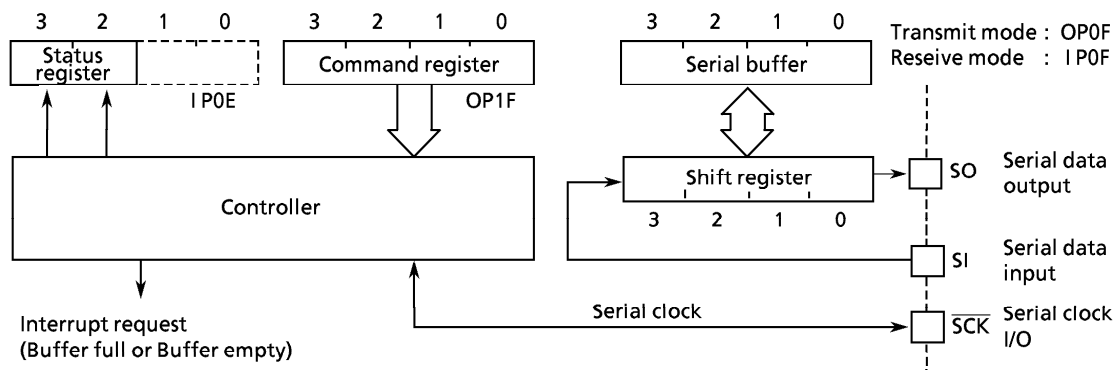 3 2 1 0
Status
register
IP0E
3 2 1 0
Command register
OP1F
3 2 1 0
Serial buffer
Transmit mode : OP0F
Reseive mode : IP0F
Controller
Shift register
3 2 1 0
SO
Serial data
output
SI
Serial data
input
Serial clock
SCK
Serial clock
I/O
Interrupt request
(Buffer full or Buffer empty)